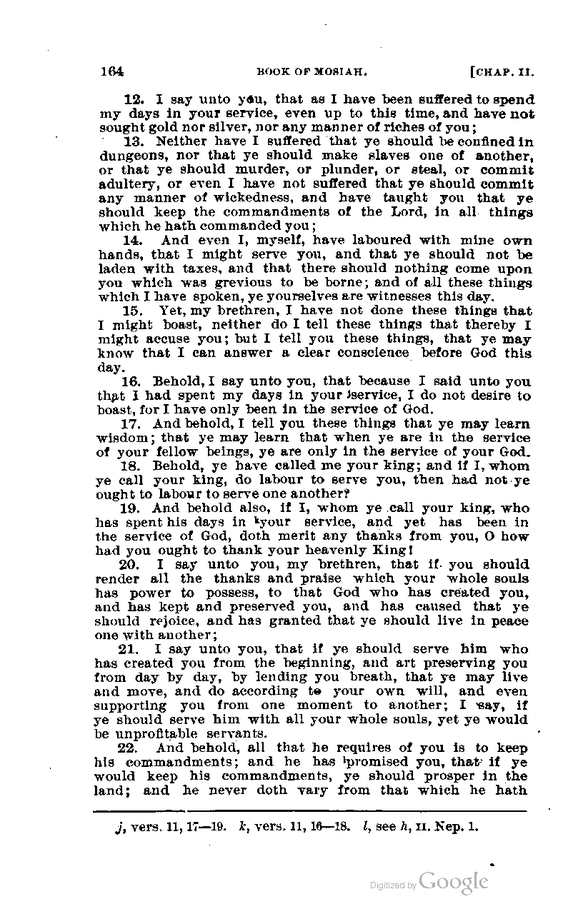 164 BOOK OF MOSIAH. [CHAP. II.
12. I say unto you, that as I have been suffered to spend
my days in your service, even up to this time, and have not
sought gold nor silver, nor any manner of riches of you;
13. Neither have I suffered that ye should be confined in
dungeons, nor that ye should make slaves one of another,
or that ye should murder, or plunder, or steal, or commit
adultery, or even I have not suffered that ye should commit
any manner of wickedness, and have taught you that ye
should keep the commandments of the Lord, in all things
which he hath commanded you;
14. And even I, myself, have laboured with mine own
hands, that I might serve you, and that ye should not be
laden with taxes, and that there should nothing come upon
you which was grevious to be borne; and of all these things
which I have spoken, ye yourselves are witnesses this day.
15. Yet, my brethren, I have not done these things that
I might boast, neither do I tell these things that thereby I
might accuse you; but I tell you these things, that ye may
know that I can answer a clear conscience before God this
day.
16. Behold, I say unto you, that because I said unto you
that I had spent my days in your jservice, I do not desire to
boast, for I have only been in the service of God.
17. And behold, I tell you these things that ye may learn
wisdom; that ye may learn that when ye are in the service
of your fellow beings, ye are only in the service of your God.
18. Behold, ye have called me your king; and if I, whom
ye call your king, do labour to serve you, then had not ye
ought to labour to serve one another?
19. And behold also, if I, whom ye call your king, who
has spent his days in kyour service, and yet has been in
the service of God, doth merit any thanks from you, O how
had you ought to thank your heavenly King!
20. I say unto you, my brethren, that if you should
render all the thanks and praise which your whole souls
has power to possess, to that God who has created you,
and has kept and preserved you, and has caused that ye
should rejoice, and has granted that ye should live in peace
one with another;
21. I say unto you, that if ye should serve him who
has created you from the beginning, and art preserving you
from day by day, by lending you breath, that ye may live
and move, and do according to your own will, and even
supporting you from one moment to another; I say, if
ye should serve him with all your whole souls, yet ye would
be unprofitable servants.
22. And behold, all that he requires of you is to keep
his commandments; and he has lpromised you, that if ye
would keep his commandments, ye should prosper in the
land; and he never doth vary from that which he hath
j, vers. 11, 17—19. k, vers. 11, 16—18. l, see h, II. Nep. 1.
Digitized by Google